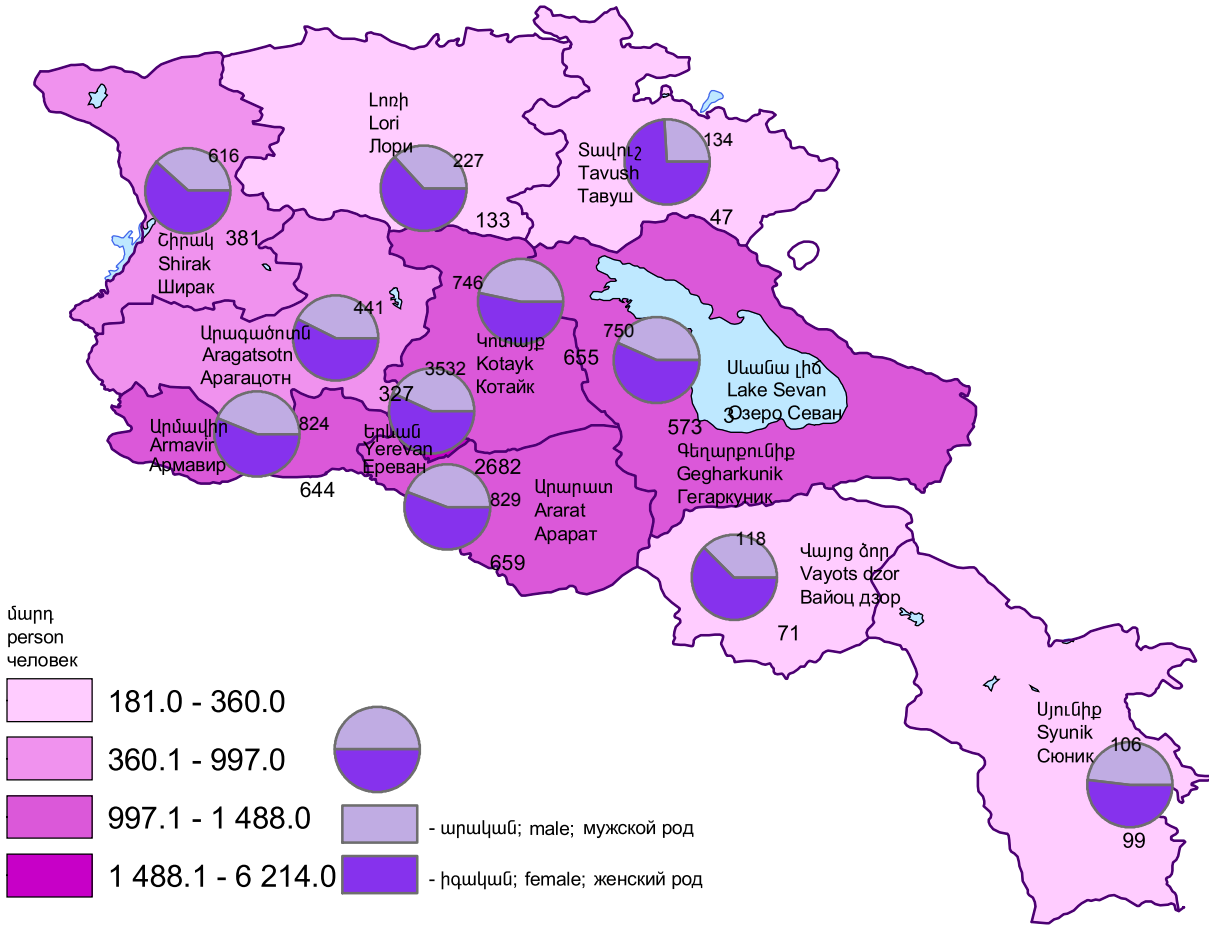 Լոռի
Lori
Лори
227
133
Տավուշ
Tavush
Тавуш
134
47
616
381
Շիրակ
Shirak
Ширак
441
Արագածոտն
Aragatsotn
Арагацотн
327
746
Կոտայք
Kotayk
Котайк
655
750
573
Գեղարքունիք
Gegharkunik
Гегаркуник
Սևանա լիճ
Lake Sevan
Озеро Севан
3
3532
Երևան
Yerevan
Ереван
2682
824
Արմավիր
Armavir
Армавир
644
829
Արարատ
Ararat
Арарат
659
118
Վայոց ձոր
Vayots dzor
Вайоц дзор
71
Սյունիք
Syunik
Сюник
106
99
մարդ
person
человек
181.0 - 360.0
360.1 - 997.0
997.1 - 1 488.0
1 488.1 - 6 214.0
- արական; male; мужской род
- իգական; female; женский род